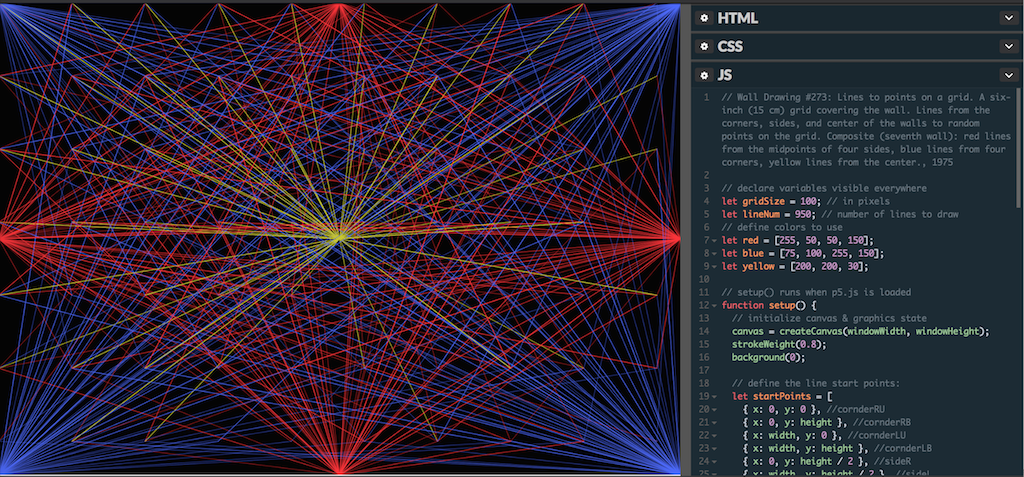 HTML
CSS
JS
1 // Wall Drawing #273: Lines to points on a grid. A six-
inch (15 cm) grid covering the wall. Lines from the
corners, sides, and center of the walls to random
points on the grid. Composite (seventh wall): red lines
from the midpoints of four sides, blue lines from four
corners, yellow lines from the center., 1975
2
3 // declare variables visible everywhere
4 let gridSize = 100; // in pixels
5 let lineNum = 950; // number of lines to draw
6 // define colors to use
7 let red = [255, 50, 50, 150];
8 let blue = [75, 100, 255, 150];
9 let yellow = [200, 200, 30];
10
11 // setup() runs when p5.js is loaded
12 function setup() {
13 // initialize canvas & graphics state
14 canvas = createCanvas(windowWidth, windowHeight);
15 strokeWeight(0.8);
16 background(0);
17
18 // define the line start points:
19 let startPoints = [
20 { x: 0, y: 0 }, //cornderRU
21 { x: 0, y: height }, //cornderRB
22 { x: width, y: 0 }, //cornderLU
23 { x: width, y: height }, //cornderLB
24 { x: 0, y: height / 2 }, //sideR
25 { x: width, y: height / 2 }, //sideL